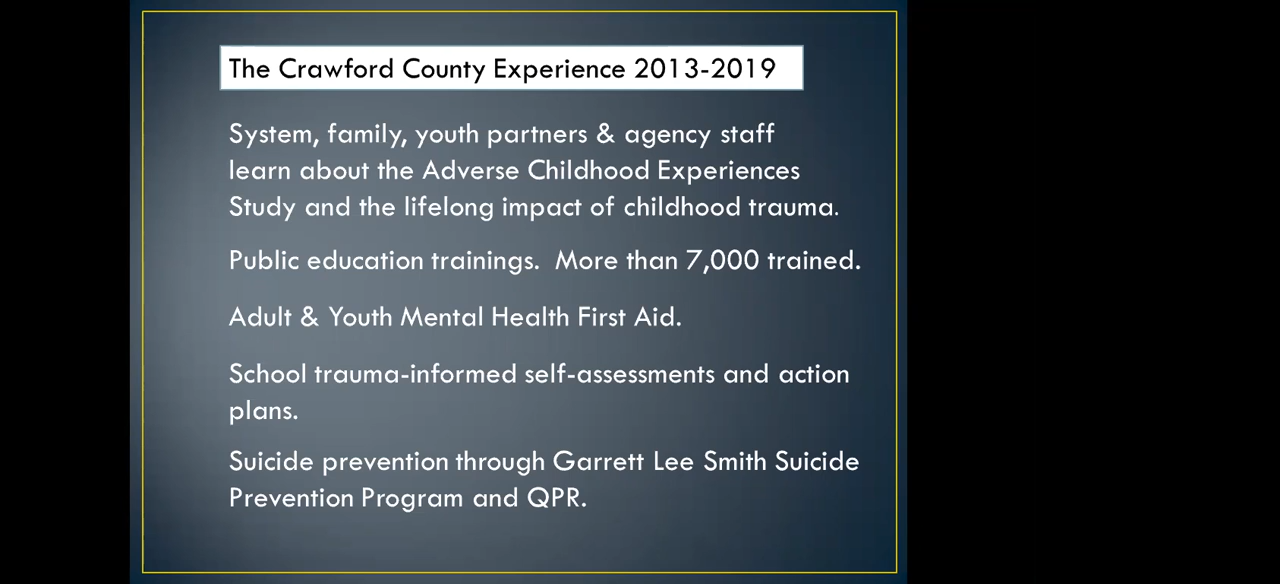 The Crawford County Experience 2013-2019
System, family, youth partners & agency staff
learn about the Adverse Childhood Experiences
Study and the lifelong impact of childhood trauma.
Public education trainings.  More than 7,000 trained.
Adult & Youth Mental Health First Aid.
School trauma-informed self-assessments and action
plans.
Suicide prevention through Garrett Lee Smith Suicide
Prevention Program and QPR.